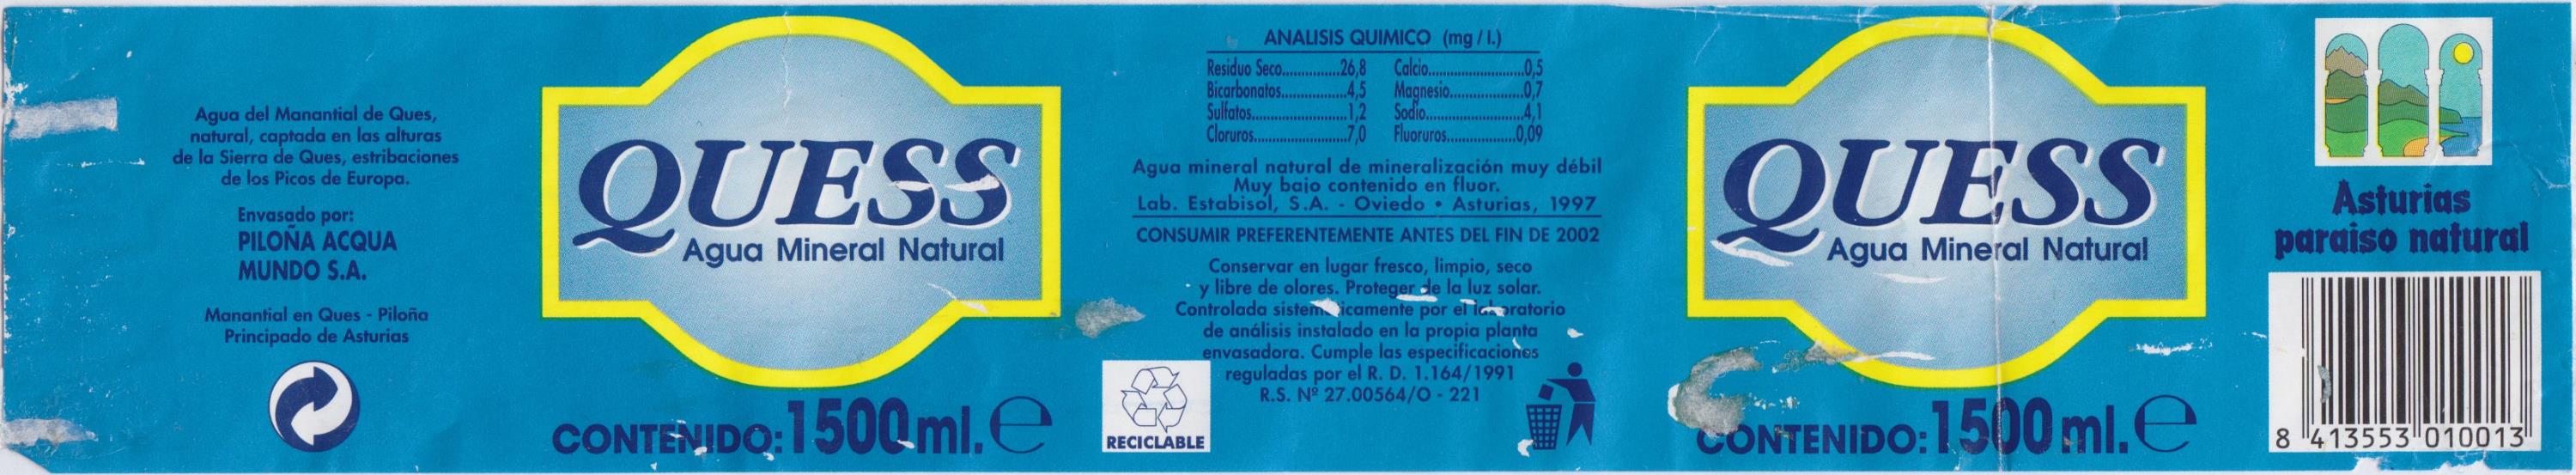 Agua del Manantial de Ques,
natural, captada en las alturas
de la Sierra de Ques, estribaciones
de los Picos de Europa.
Envasado por:
PILOÑA ACQUA
MUNDO S.A.
Manantial en Ques - Piloña
Principado de Asturias
QUESS
Agua Mineral Natural
CONTENIDO: 1500 ml. e
ANALISIS QUIMICO (mg / l.)
Residuo Seco...............26,8 Calcio.........................0,5
Bicarbonatos.................4,5 Magnesio...................0,7
Sulfatos.........................1,2 Sodio..........................4,1
Cloruros........................7,0 Fluoruros..................0,09
Agua mineral natural de mineralización muy débil
Muy bajo contenido en fluor.
Lab. Estabisol, S.A. - Oviedo • Asturias, 1997
CONSUMIR PREFERENTEMENTE ANTES DEL FIN DE 2002
Conservar en lugar fresco, limpio, seco
y libre de olores. Proteger de la luz solar.
Controlada sistemáticamente por el laboratorio
de análisis instalado en la propia planta
envasadora. Cumple las especificaciones
reguladas por el R. D. 1.164/1991
R.S. Nº 27.00564/O - 221
RECICLABLE
QUESS
Agua Mineral Natural
CONTENIDO: 1500 ml. e
Asturias
paraiso natural
8 413553 010013